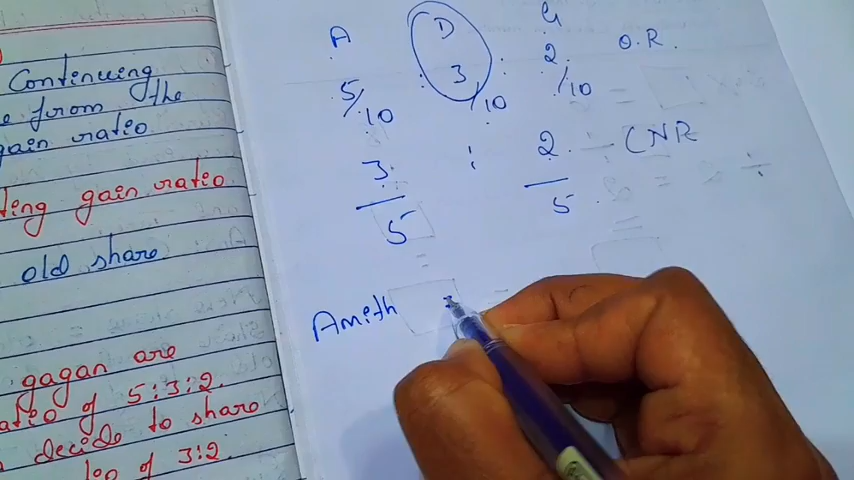 Continuing
e from the
gain ratio
ting gain ratio
old share
gagan are
ratio of 5:3:2.
decide to share
of 3:2.
A D G
5/10 : 3/10 : 2/10 O.R.
3/5 : 2/5 CNR
Amith